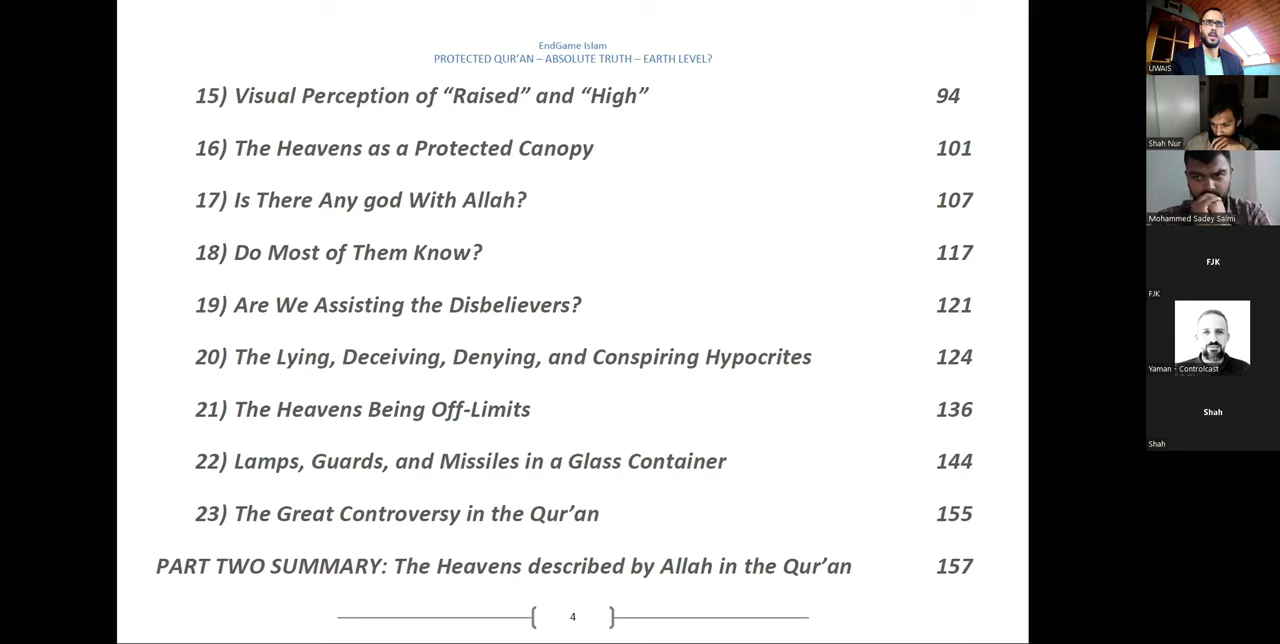 EndGame Islam
PROTECTED QUR'AN – ABSOLUTE TRUTH – EARTH LEVEL?
15) Visual Perception of “Raised” and “High” 94
16) The Heavens as a Protected Canopy 101
17) Is There Any god With Allah? 107
18) Do Most of Them Know? 117
19) Are We Assisting the Disbelievers? 121
20) The Lying, Deceiving, Denying, and Conspiring Hypocrites 124
21) The Heavens Being Off-Limits 136
22) Lamps, Guards, and Missiles in a Glass Container 144
23) The Great Controversy in the Qur’an 155
PART TWO SUMMARY: The Heavens described by Allah in the Qur’an 157
4
UWAIS
Shah Nur
Mohammed Sadey Salmi
FJK
FJK
Yaman - Controlcast
Shah
Shah